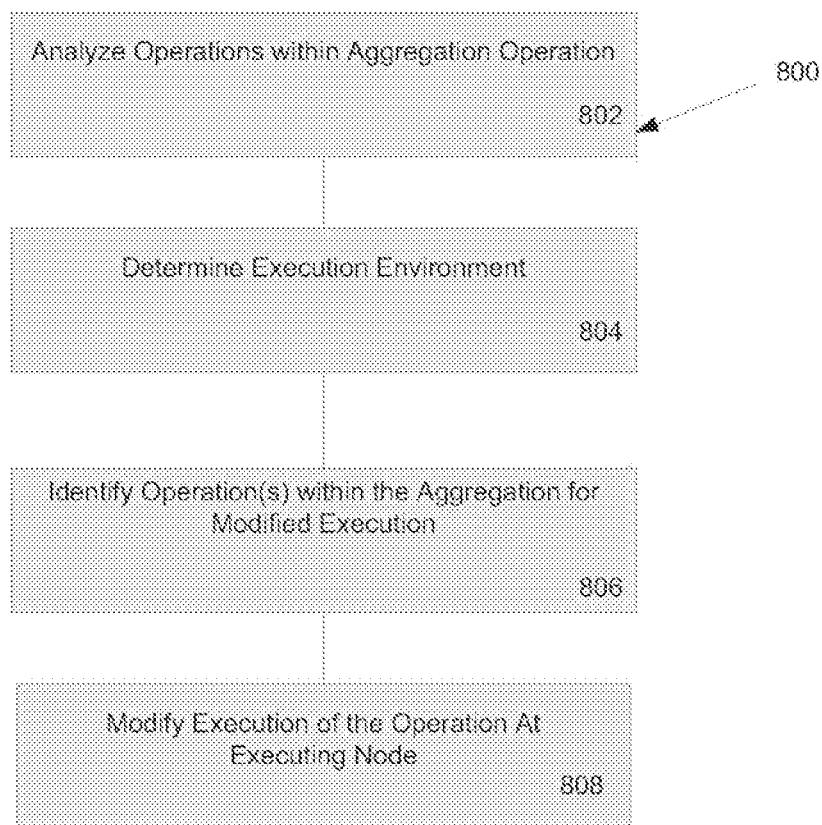 Analyze Operations within Aggregation Operation
800
802
Determine Execution Environment
804
Identify Operation(s) within the Aggregation for
Modified Execution
806
Modify Execution of the Operation At
Executing Node
808